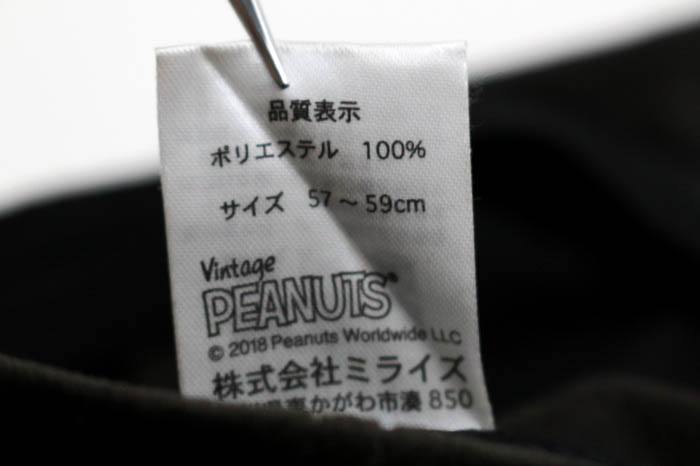 品質表示
ポリエステル 100%
サイズ 57～59cm
Vintage
PEANUTS®
© 2018 Peanuts Worldwide LLC
株式会社ミライズ
かがわ市湊 850